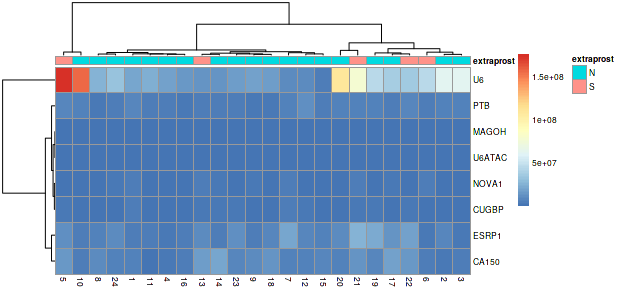 extraprost
U6
PTB
MAGOH
U6ATAC
NOVA1
CUGBP
ESRP1
CA150
5 10 8 24 1 11 4 16 13 14 23 9 18 7 12 15 20 21 19 17 22 6 2 3
1.5e+08
1e+08
5e+07
extraprost
N
S